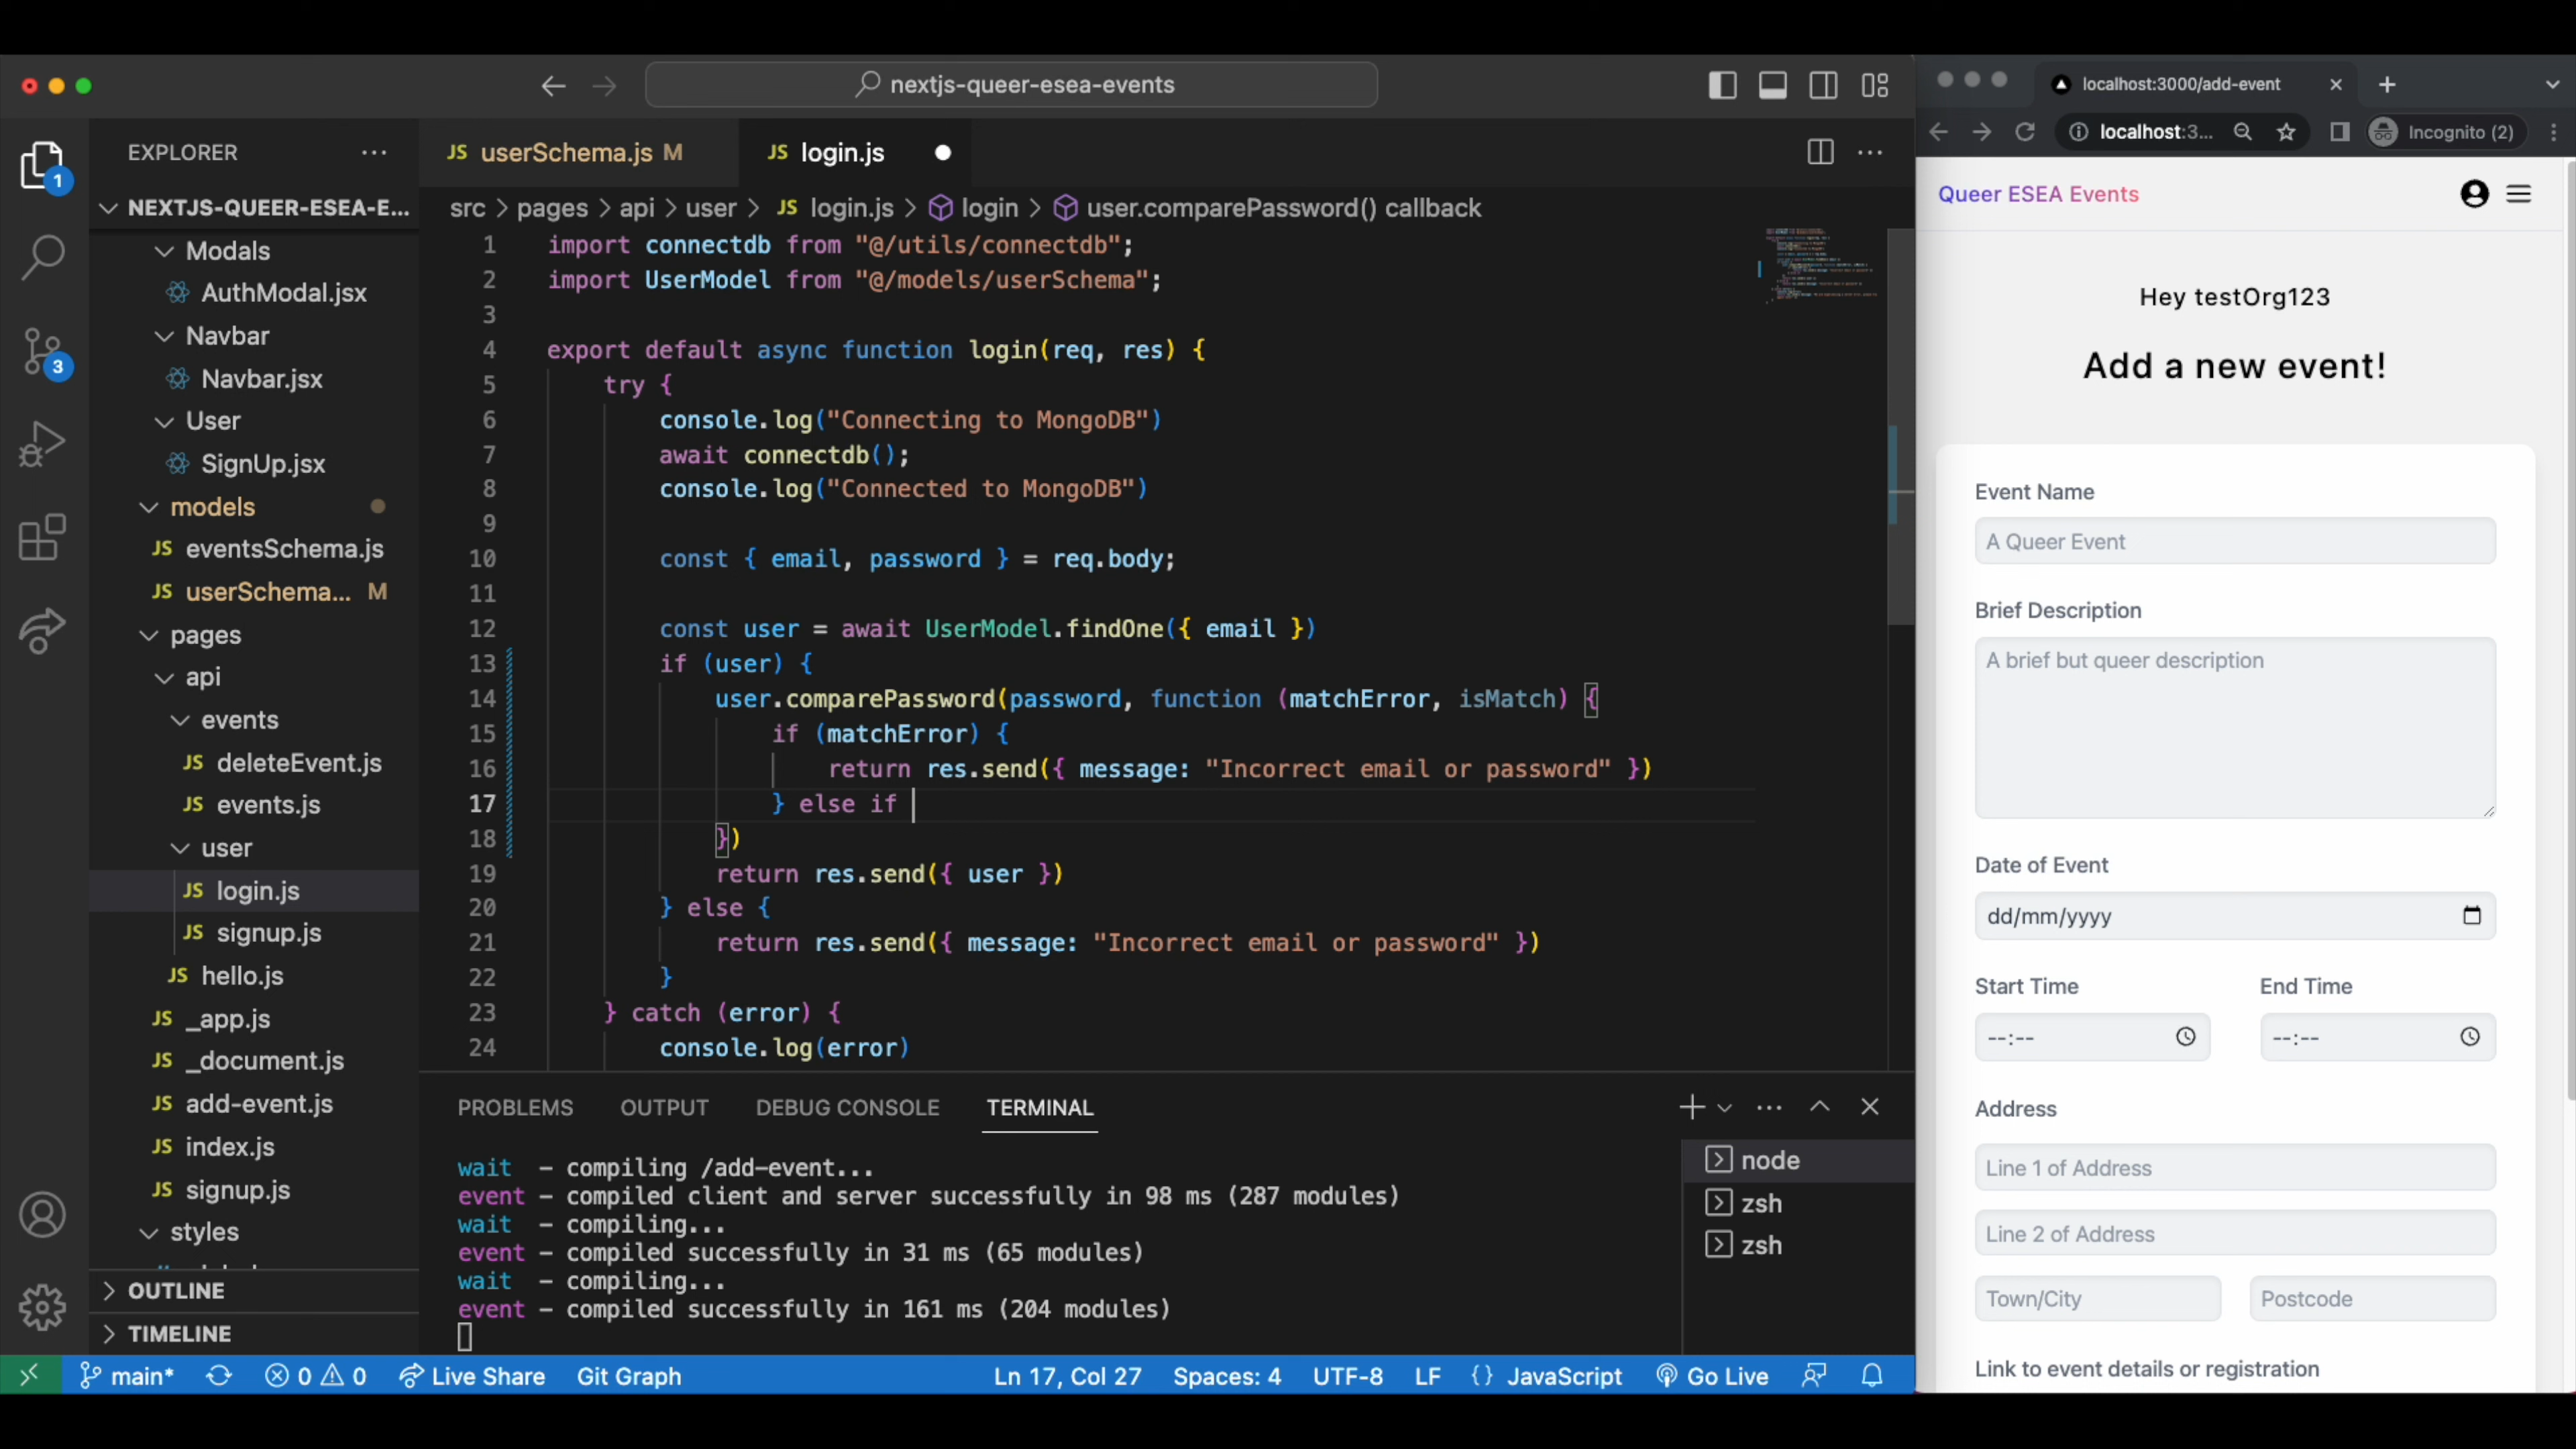 nextjs-queer-esea-events
EXPLORER
NEXTJS-QUEER-ESEA-E...
Modals
AuthModal.jsx
Navbar
Navbar.jsx
User
SignUp.jsx
models
JS eventsSchema.js
JS userSchema... M
pages
api
events
JS deleteEvent.js
JS events.js
user
JS login.js
JS signup.js
JS hello.js
JS _app.js
JS _document.js
JS add-event.js
JS index.js
JS signup.js
styles
OUTLINE
TIMELINE
1
3
JS userSchema.js M
JS login.js
src > pages > api > user > JS login.js > login > user.comparePassword() callback
1 import connectdb from "@/utils/connectdb";
2 import UserModel from "@/models/userSchema";
3
4 export default async function login(req, res) {
5 try {
6 console.log("Connecting to MongoDB")
7 await connectdb();
8 console.log("Connected to MongoDB")
9
10 const { email, password } = req.body;
11
12 const user = await UserModel.findOne({ email })
13 if (user) {
14 user.comparePassword(password, function (matchError, isMatch) {
15 if (matchError) {
16 return res.send({ message: "Incorrect email or password" })
17 } else if
18 })
19 return res.send({ user })
20 } else {
21 return res.send({ message: "Incorrect email or password" })
22 }
23 } catch (error) {
24 console.log(error)
PROBLEMS OUTPUT DEBUG CONSOLE TERMINAL
wait - compiling /add-event...
event - compiled client and server successfully in 98 ms (287 modules)
wait - compiling...
event - compiled successfully in 31 ms (65 modules)
wait - compiling...
event - compiled successfully in 161 ms (204 modules)
node
zsh
zsh
main* 0 0 Live Share Git Graph Ln 17, Col 27 Spaces: 4 UTF-8 LF {} JavaScript Go Live
localhost:3000/add-event
localhost:3... Incognito (2)
Queer ESEA Events
Hey testOrg123
Add a new event!
Event Name
A Queer Event
Brief Description
A brief but queer description
Date of Event
dd/mm/yyyy
Start Time End Time
--:-- --:--
Address
Line 1 of Address
Line 2 of Address
Town/City Postcode
Link to event details or registration